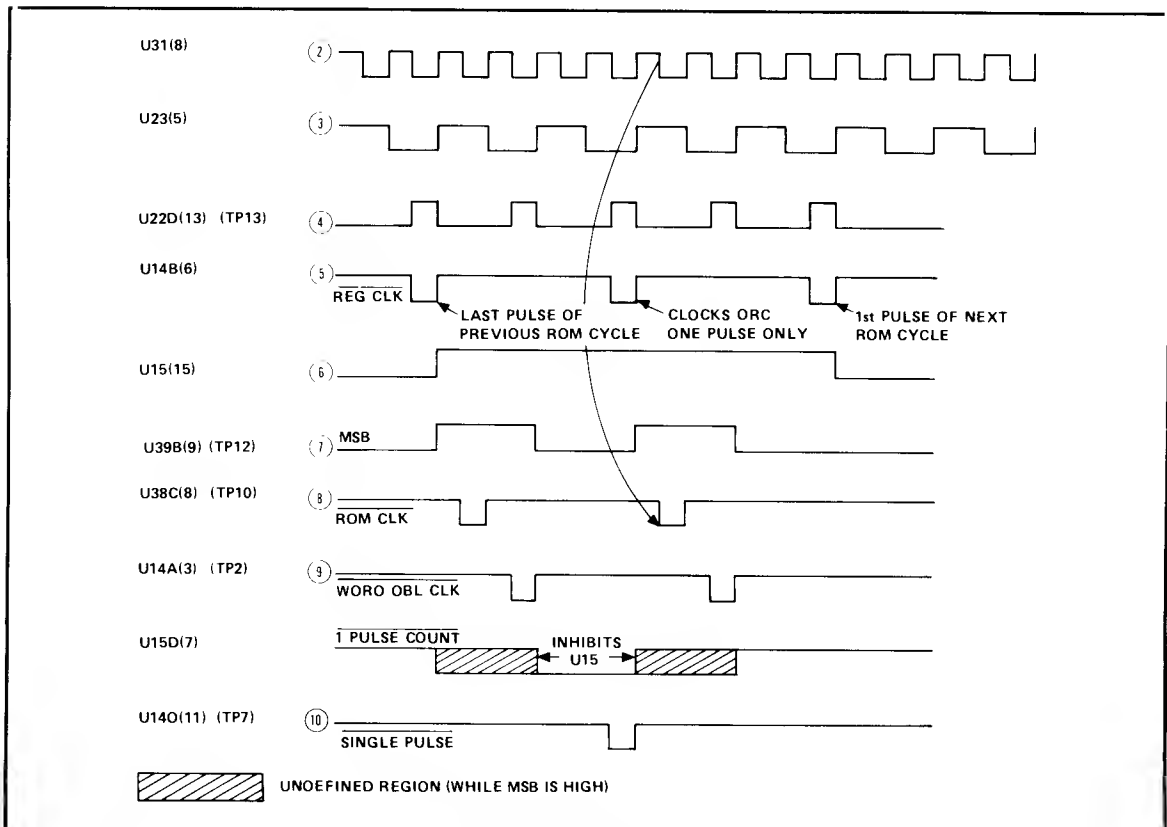 U31(8) 2
U23(5) 3
U22D(13) (TP13) 4
U14B(6) 5
REG CLK
LAST PULSE OF
PREVIOUS ROM CYCLE
CLOCKS ORC
ONE PULSE ONLY
1st PULSE OF NEXT
ROM CYCLE
U15(15) 6
U39B(9) (TP12) 7 MSB
U38C(8) (TP10) 8
ROM CLK
U14A(3) (TP2) 9
WORO OBL CLK
U15D(7) 1 PULSE COUNT
INHIBITS
U15
U14O(11) (TP7) 10
SINGLE PULSE
UNOEFINED REGION (WHILE MSB IS HIGH)